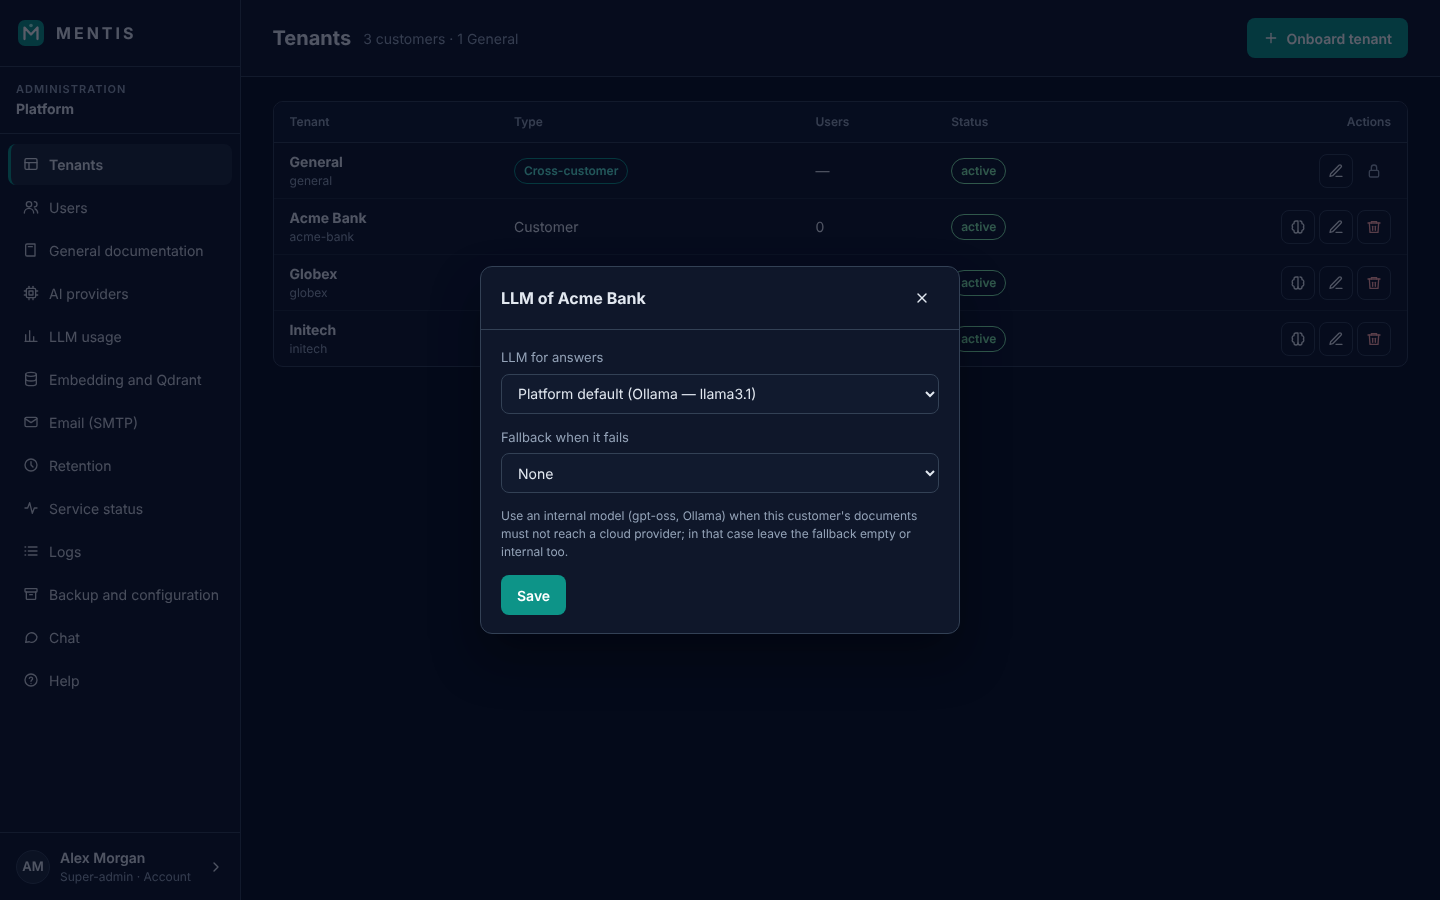 MENTIS
ADMINISTRATION
Platform
Tenants
Users
General documentation
AI providers
LLM usage
Embedding and Qdrant
Email (SMTP)
Retention
Service status
Logs
Backup and configuration
Chat
Help
AM
Alex Morgan
Super-admin · Account
Tenants 3 customers · 1 General
+ Onboard tenant
Tenant Type Users Status Actions
General
general
Cross-customer — active
Acme Bank
acme-bank
Customer 0 active
Globex
globex
active
Initech
initech
active
LLM of Acme Bank
LLM for answers
Platform default (Ollama — llama3.1)
Fallback when it fails
None
Use an internal model (gpt-oss, Ollama) when this customer's documents
must not reach a cloud provider; in that case leave the fallback empty or
internal too.
Save